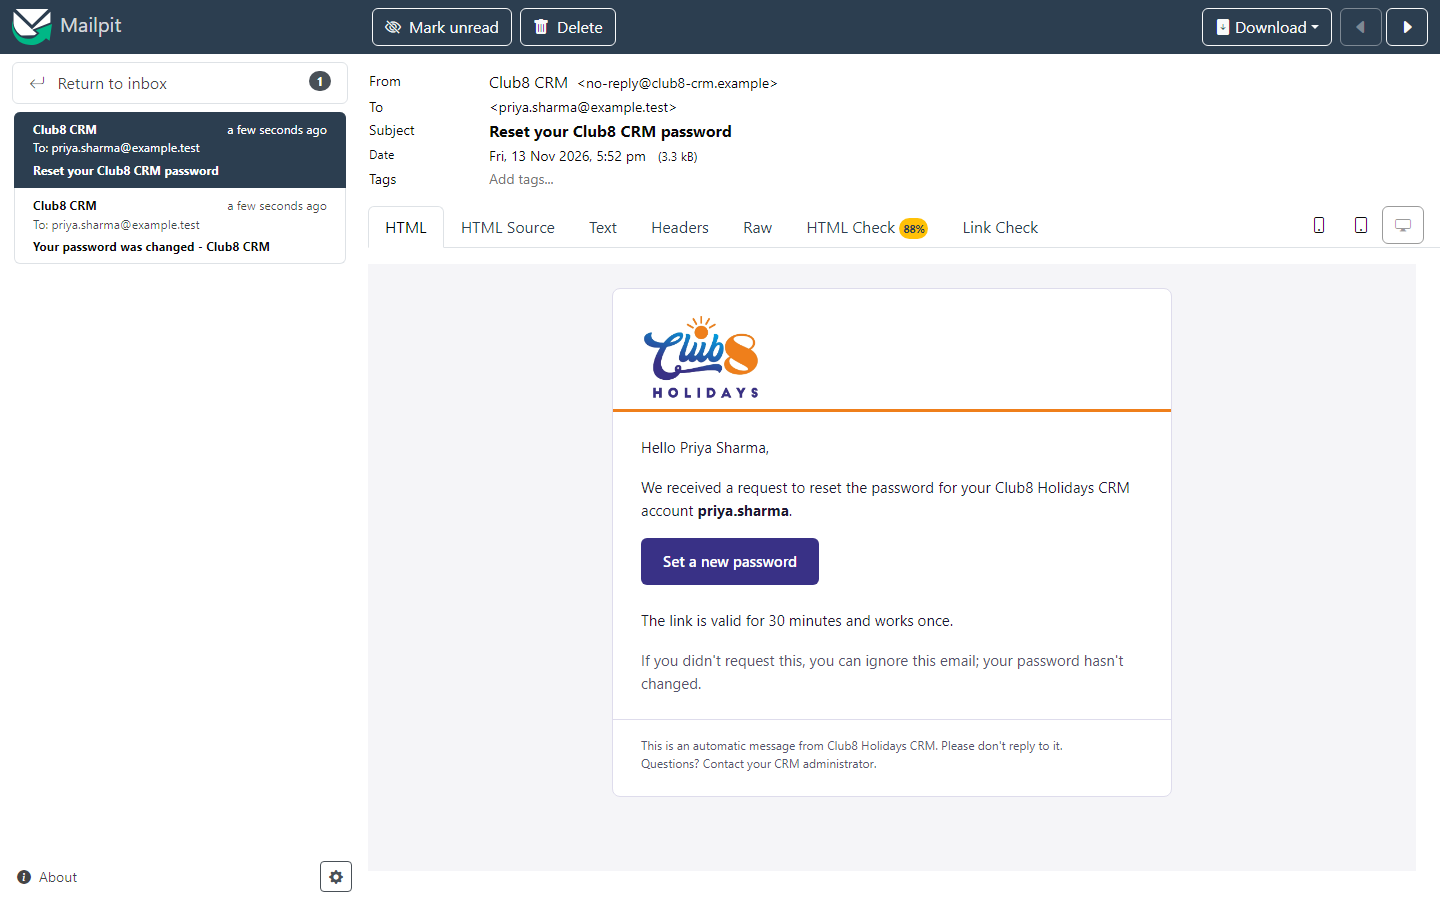 Mailpit
Mark unread
Delete
Download
Return to inbox
1
Club8 CRM
a few seconds ago
To: priya.sharma@example.test
Reset your Club8 CRM password
Club8 CRM
a few seconds ago
To: priya.sharma@example.test
Your password was changed - Club8 CRM
About
From
Club8 CRM <no-reply@club8-crm.example>
To
<priya.sharma@example.test>
Subject
Reset your Club8 CRM password
Date
Fri, 13 Nov 2026, 5:52 pm (3.3 kB)
Tags
Add tags...
HTML
HTML Source
Text
Headers
Raw
HTML Check 88%
Link Check
Club8
HOLIDAYS
Hello Priya Sharma,
We received a request to reset the password for your Club8 Holidays CRM
account priya.sharma.
Set a new password
The link is valid for 30 minutes and works once.
If you didn't request this, you can ignore this email; your password hasn't
changed.
This is an automatic message from Club8 Holidays CRM. Please don't reply to it.
Questions? Contact your CRM administrator.